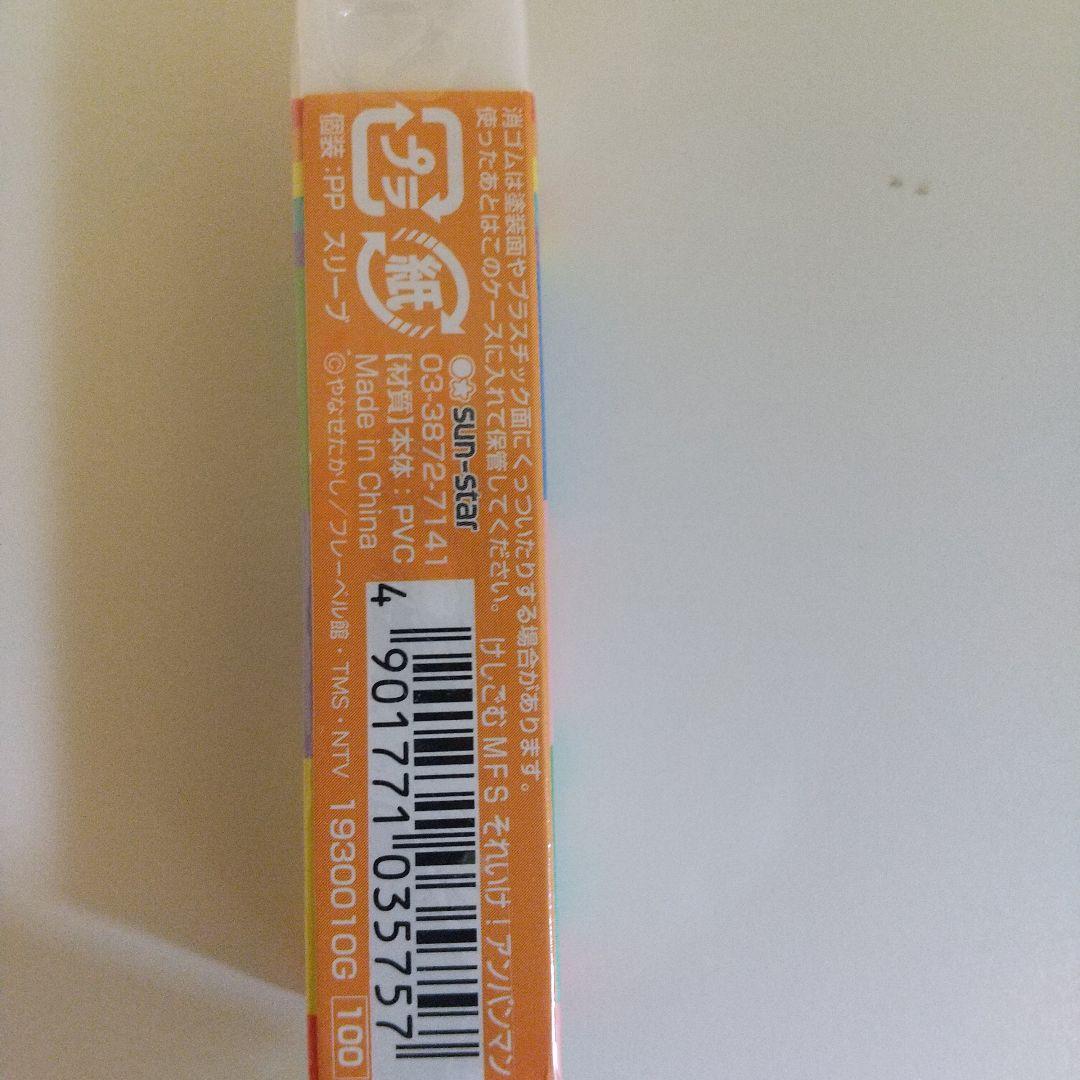 消ゴムは塗装面やプラスチック面にくっついたりする場合があります。
使ったあとはこのケースに入れて保管してください。
けしごむMFS それいけ！アンパンマン
プラ
個装：PP
紙
スリーブ
sun-star
03-3872-7141
【材質】本体：PVC
Made in China
©やなせたかし／フレーベル館・TMS・NTV
4 901771 035757
1930010G
100